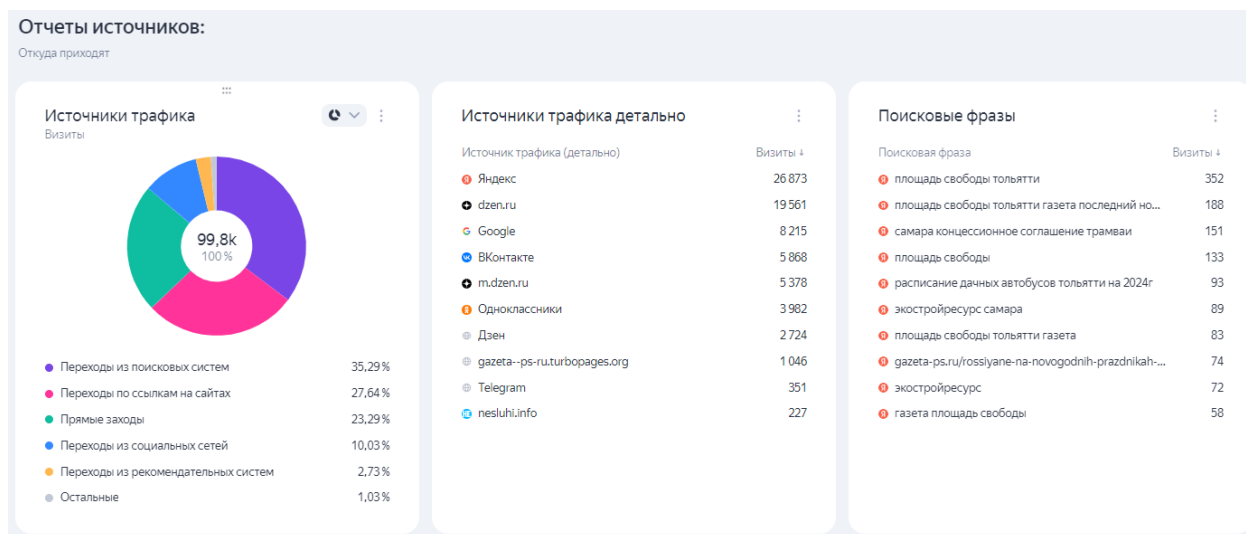 Отчеты источников:
Откуда приходят
Источники трафика
Визиты
99,8k
100 %
Переходы из поисковых систем 35,29 %
Переходы по ссылкам на сайтах 27,64 %
Прямые заходы 23,29 %
Переходы из социальных сетей 10,03 %
Переходы из рекомендательных систем 2,73 %
Остальные 1,03 %
Источники трафика детально
Источник трафика (детально) Визиты ↓
Яндекс 26 873
dzen.ru 19 561
Google 8 215
ВКонтакте 5 868
m.dzen.ru 5 378
Одноклассники 3 982
Дзен 2 724
gazeta--ps-ru.turbopages.org 1 046
Telegram 351
nesluhi.info 227
Поисковые фразы
Поисковая фраза Визиты ↓
площадь свободы тольятти 352
площадь свободы тольятти газета последний но... 188
самара концессионное соглашение трамваи 151
площадь свободы 133
расписание дачных автобусов тольятти на 2024г 93
экостройресурс самара 89
площадь свободы тольятти газета 83
gazeta-ps.ru/rossiyane-na-novogodnih-prazdnikah-... 74
экостройресурс 72
газета площадь свободы 58